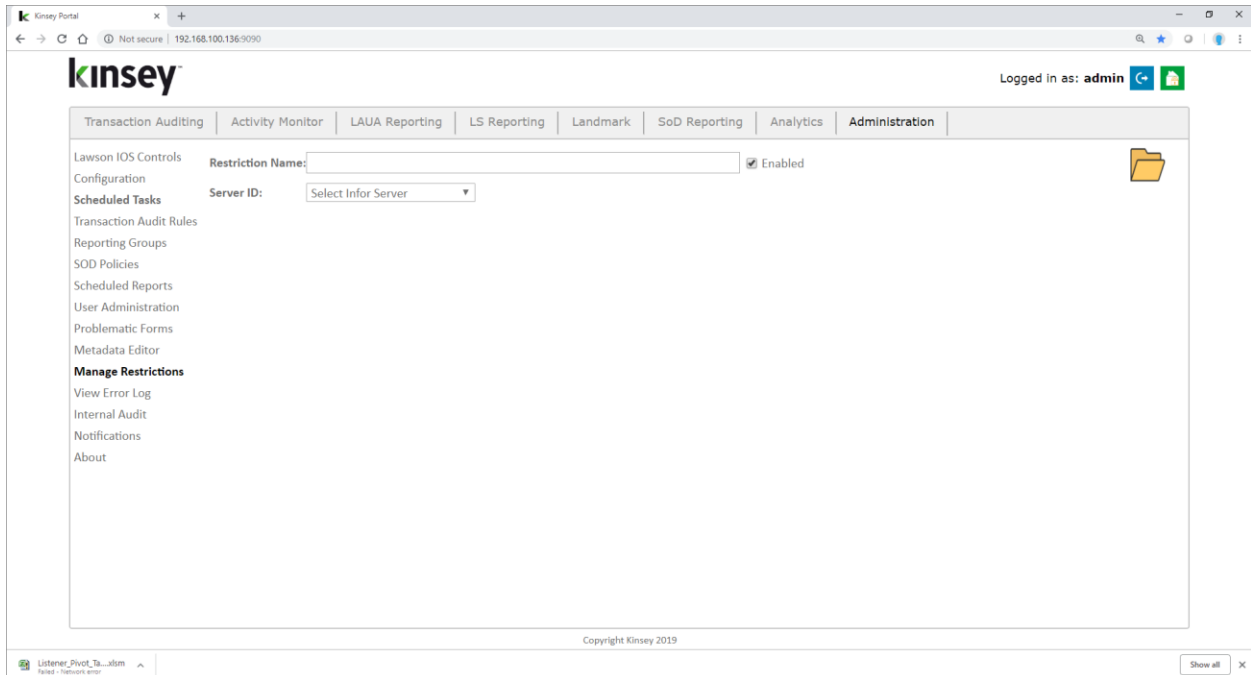 Kinsey Portal
Not secure | 192.168.100.136:9090
kinsey
Logged in as: admin
Transaction Auditing | Activity Monitor | LAUA Reporting | LS Reporting | Landmark | SoD Reporting | Analytics | Administration
Lawson IOS Controls
Configuration
Scheduled Tasks
Transaction Audit Rules
Reporting Groups
SOD Policies
Scheduled Reports
User Administration
Problematic Forms
Metadata Editor
Manage Restrictions
View Error Log
Internal Audit
Notifications
About
Restriction Name:
Enabled
Server ID: Select Infor Server
Copyright Kinsey 2019
Listener_Pivot_Ta....xlsm
Failed - Network error
Show all